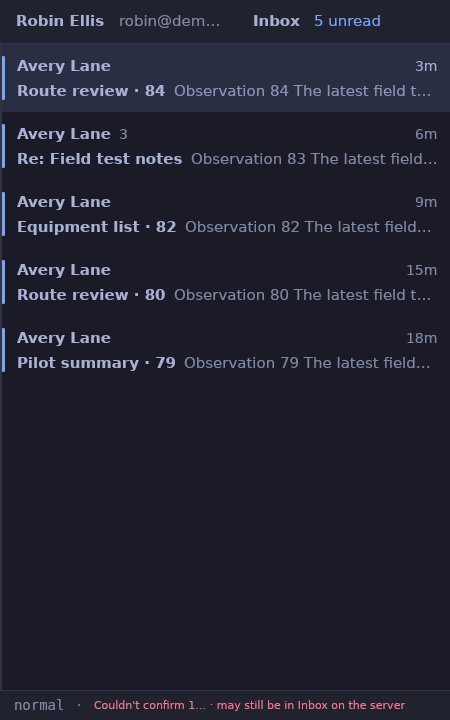 Robin Ellis robin@dem… Inbox 5 unread
Avery Lane 3m
Route review · 84 Observation 84 The latest field t…
Avery Lane 3 6m
Re: Field test notes Observation 83 The latest field…
Avery Lane 9m
Equipment list · 82 Observation 82 The latest field…
Avery Lane 15m
Route review · 80 Observation 80 The latest field t…
Avery Lane 18m
Pilot summary · 79 Observation 79 The latest field…
normal · Couldn't confirm 1… · may still be in Inbox on the server